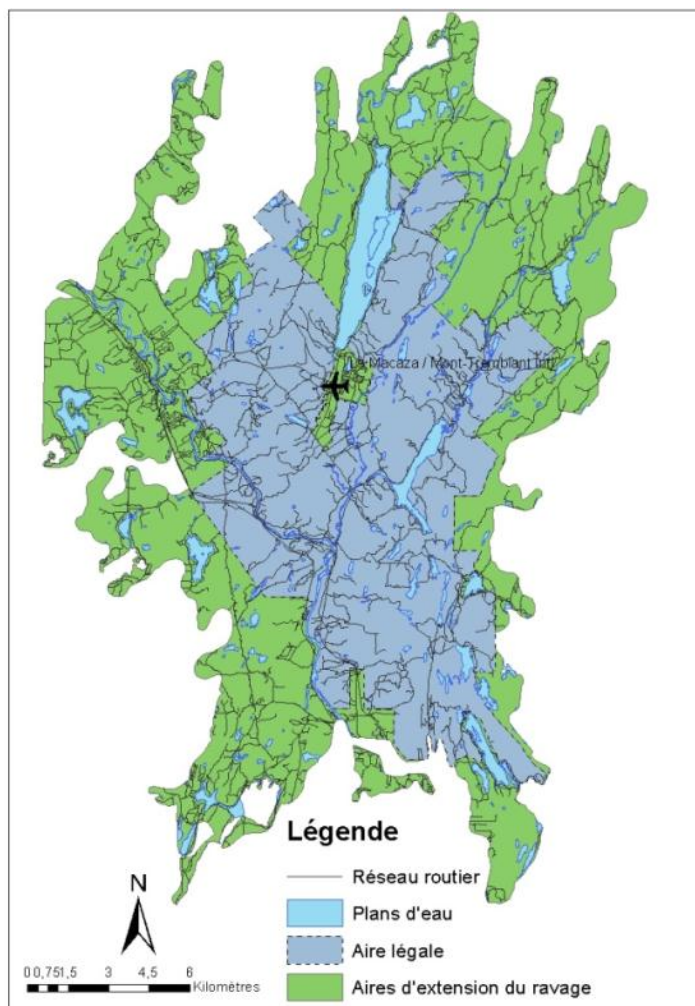 La Macaza / Mont-Tremblant Intl
Légende
Réseau routier
Plans d'eau
Aire légale
Aires d'extension du ravage
N
0 0,75 1,5 3 4,5 6
Kilomètres